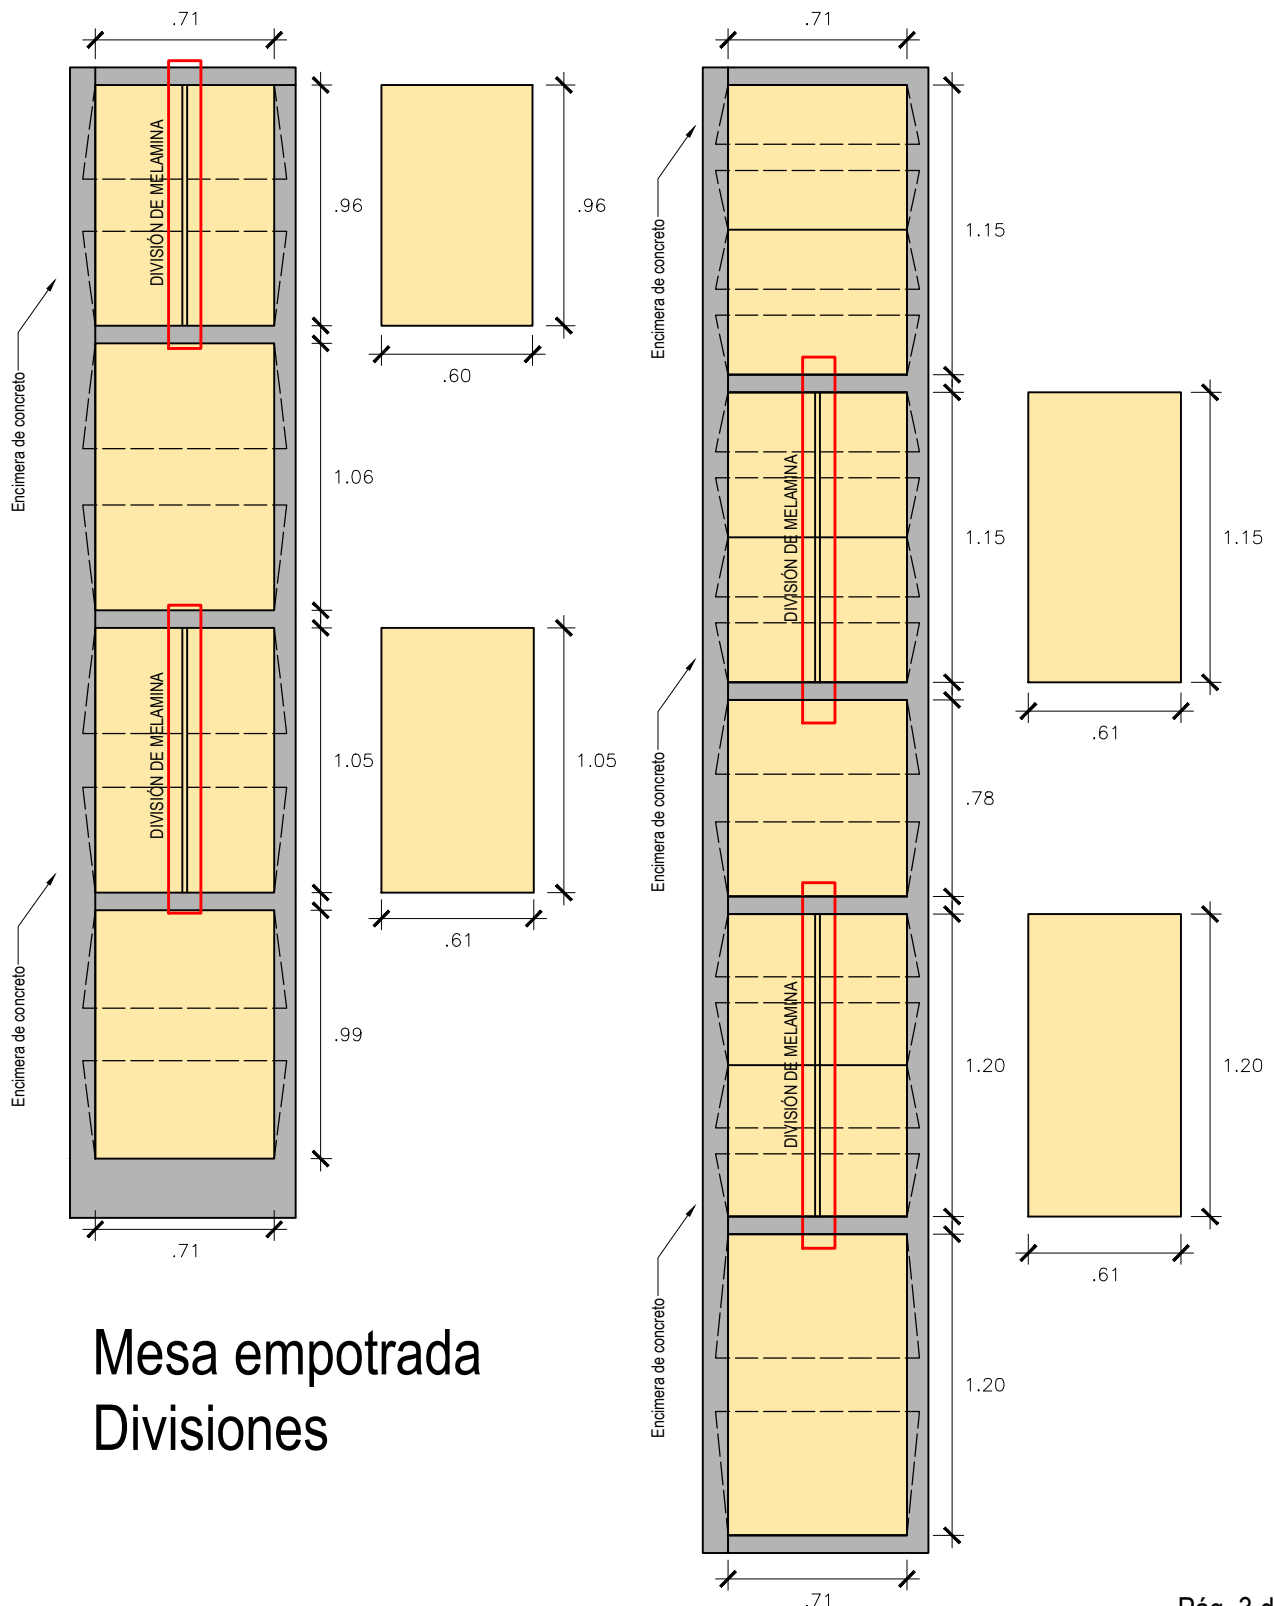 .71
.71
DIVISIÓN DE MELAMINA
.96
.96
.60
Encimera de concreto
1.06
DIVISIÓN DE MELAMINA
1.05
1.05
.61
Encimera de concreto
.99
.71
Mesa empotrada
Divisiones
Encimera de concreto
1.15
DIVISIÓN DE MELAMINA
1.15
1.15
.61
Encimera de concreto
.78
DIVISIÓN DE MELAMINA
1.20
1.20
.61
Encimera de concreto
1.20
.71